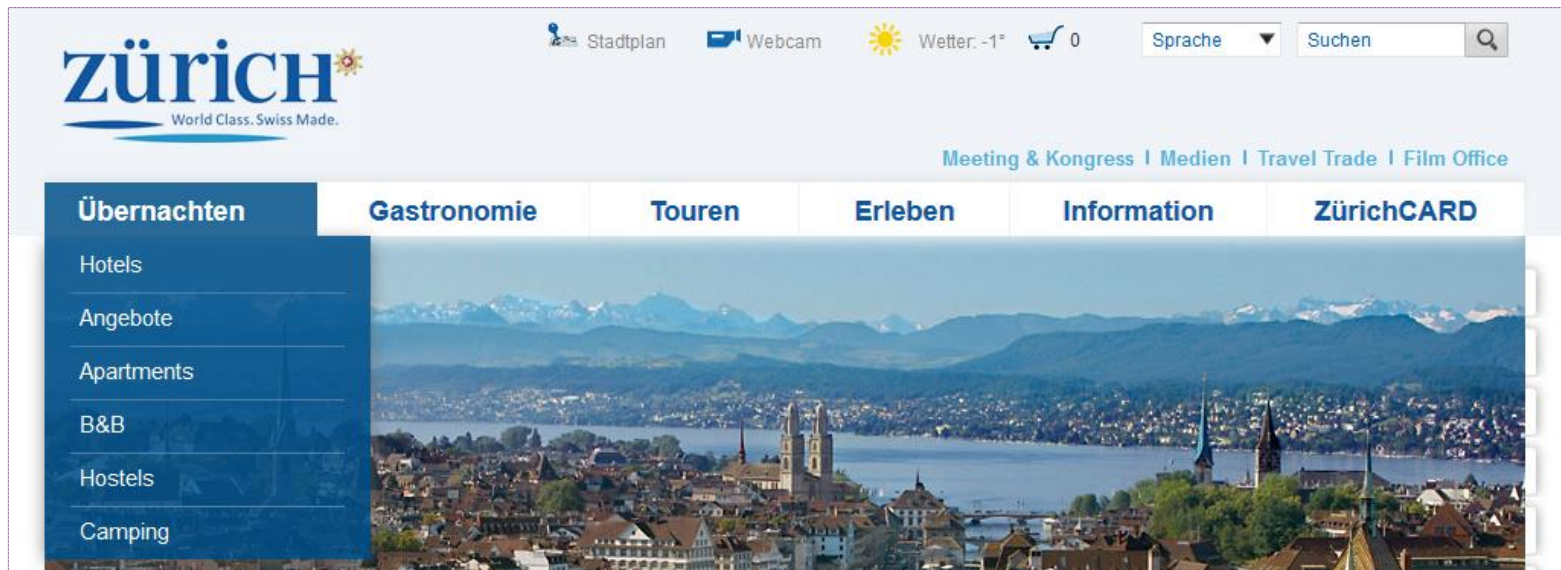 Stadtplan Webcam Wetter: -1° 0 Sprache Suchen
zürich
World Class. Swiss Made.
Meeting & Kongress | Medien | Travel Trade | Film Office
Übernachten Gastronomie Touren Erleben Information ZürichCARD
Hotels
Angebote
Apartments
B&B
Hostels
Camping